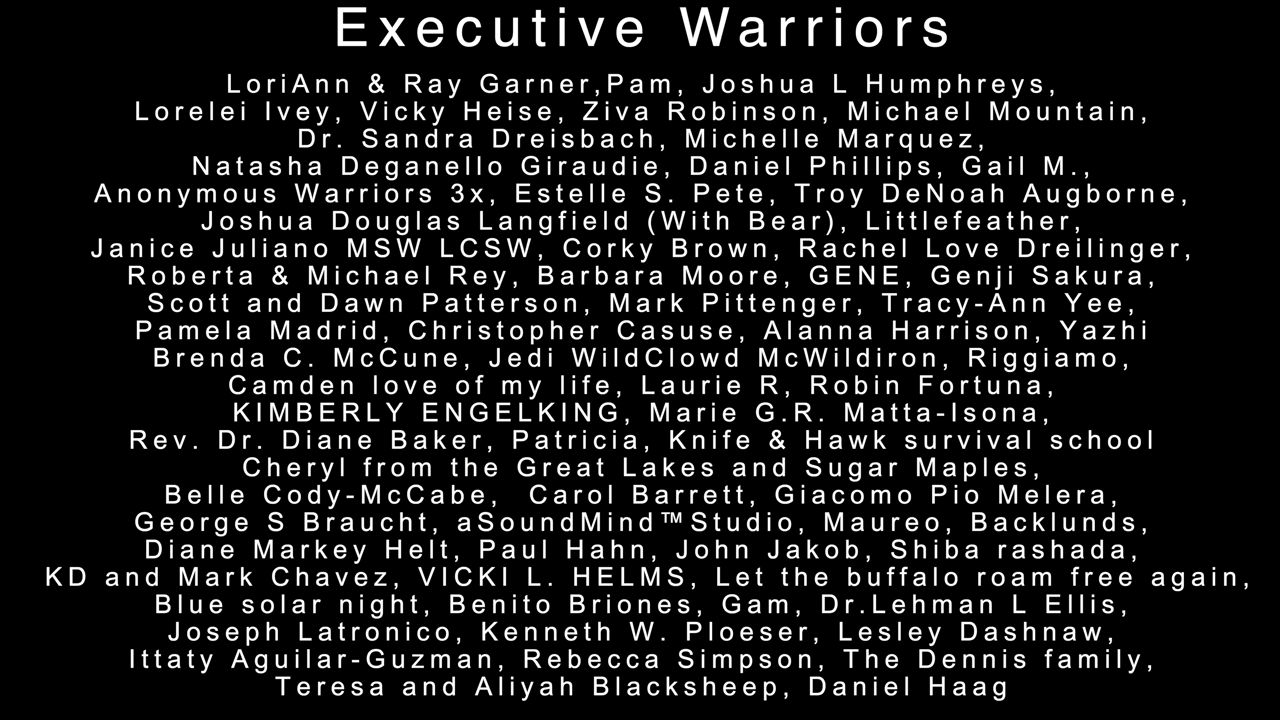 Executive Warriors
LoriAnn & Ray Garner,Pam, Joshua L Humphreys,
Lorelei Ivey, Vicky Heise, Ziva Robinson, Michael Mountain,
Dr. Sandra Dreisbach, Michelle Marquez,
Natasha Deganello Giraudie, Daniel Phillips, Gail M.,
Anonymous Warriors 3x, Estelle S. Pete, Troy DeNoah Augborne,
Joshua Douglas Langfield (With Bear), Littlefeather,
Janice Juliano MSW LCSW, Corky Brown, Rachel Love Dreilinger,
Roberta & Michael Rey, Barbara Moore, GENE, Genji Sakura,
Scott and Dawn Patterson, Mark Pittenger, Tracy-Ann Yee,
Pamela Madrid, Christopher Casuse, Alanna Harrison, Yazhi
Brenda C. McCune, Jedi WildClowd McWildiron, Riggiamo,
Camden love of my life, Laurie R, Robin Fortuna,
KIMBERLY ENGELKING, Marie G.R. Matta-Isona,
Rev. Dr. Diane Baker, Patricia, Knife & Hawk survival school
Cheryl from the Great Lakes and Sugar Maples,
Belle Cody-McCabe,  Carol Barrett, Giacomo Pio Melera,
George S Braucht, aSoundMind™Studio, Maureo, Backlunds,
Diane Markey Helt, Paul Hahn, John Jakob, Shiba rashada,
KD and Mark Chavez, VICKI L. HELMS, Let the buffalo roam free again,
Blue solar night, Benito Briones, Gam, Dr.Lehman L Ellis,
Joseph Latronico, Kenneth W. Ploeser, Lesley Dashnaw,
Ittaty Aguilar-Guzman, Rebecca Simpson, The Dennis family,
Teresa and Aliyah Blacksheep, Daniel Haag